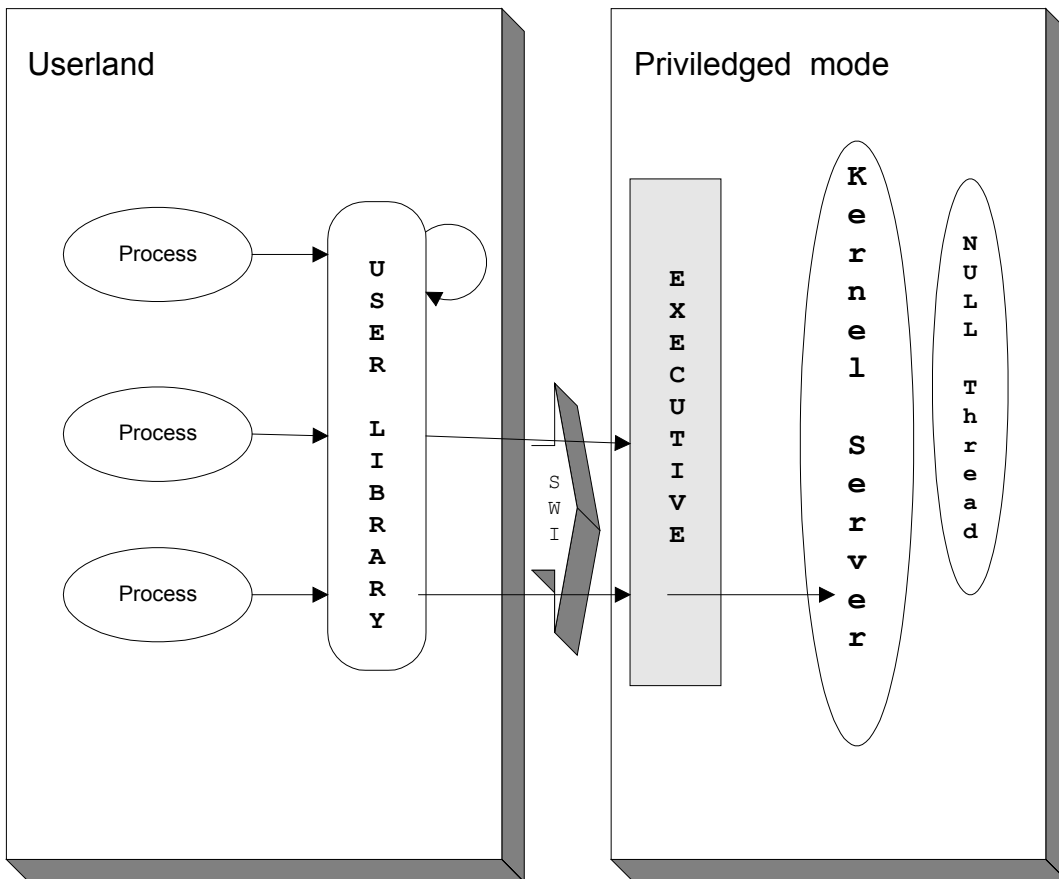 Userland
Priviledged mode
Process
Process
Process
USER LIBRARY
SWI
EXECUTIVE
Kernel Server
NULL Thread